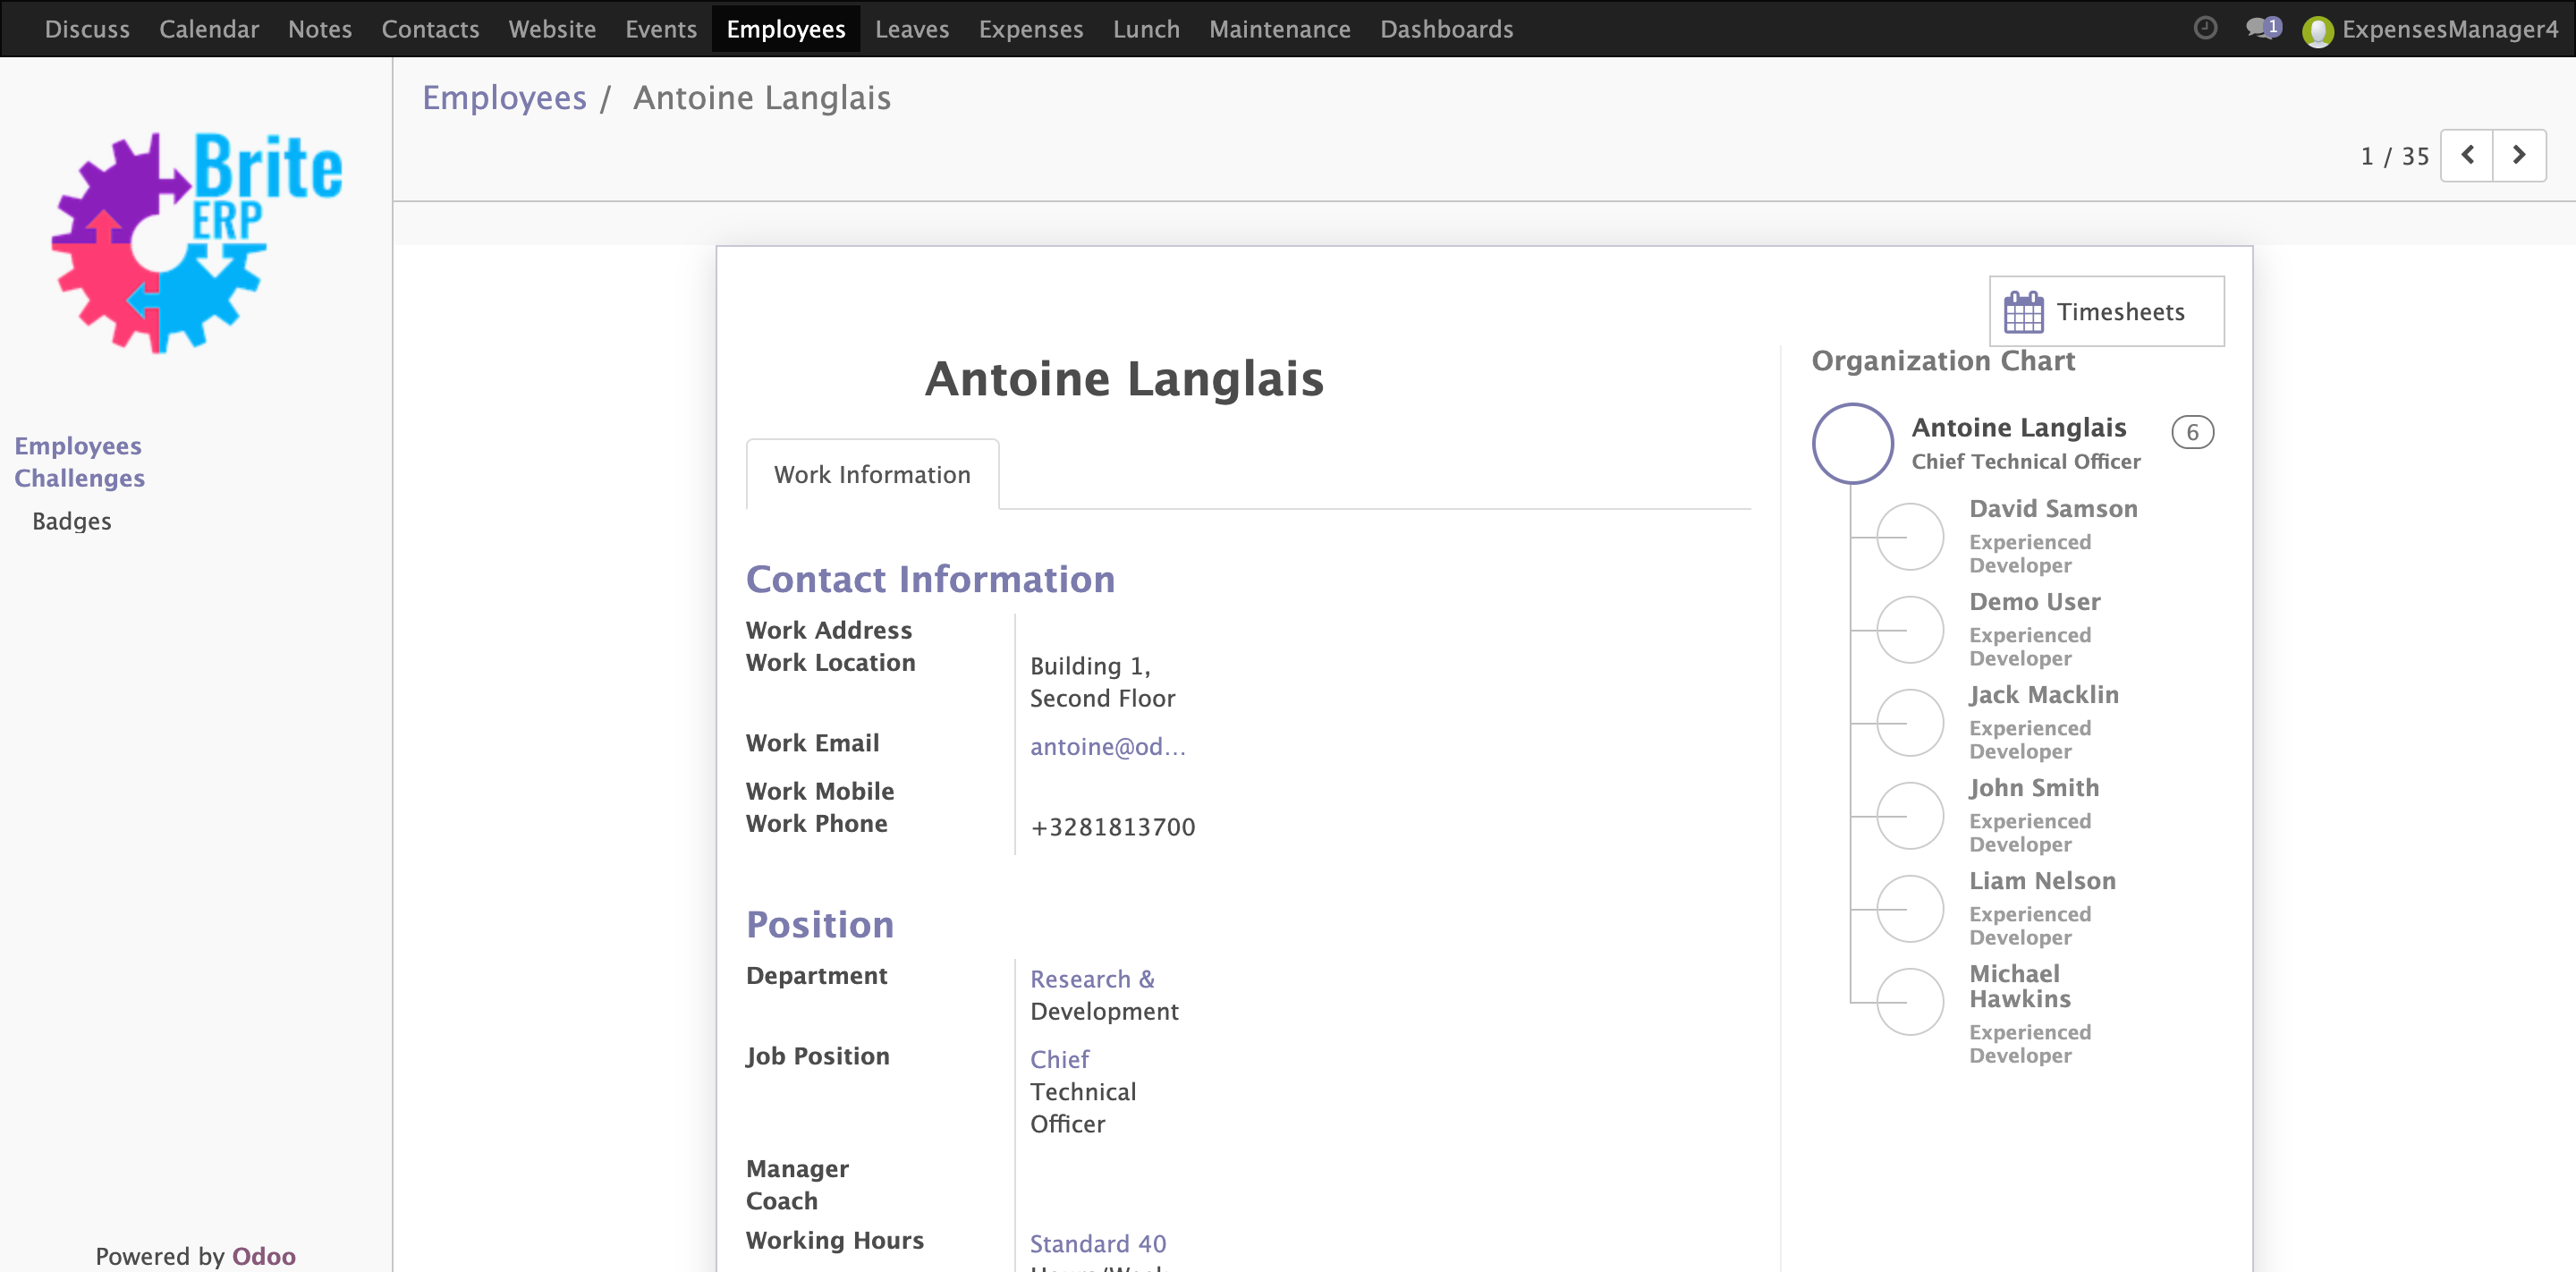 Discuss Calendar Notes Contacts Website Events Employees Leaves Expenses Lunch Maintenance Dashboards 1 ExpensesManager4
Brite
ERP
Employees
Challenges
Badges
Powered by Odoo
Employees / Antoine Langlais
1 / 35
Timesheets
Antoine Langlais
Work Information
Contact Information
Work Address
Work Location Building 1,
Second Floor
Work Email antoine@od...
Work Mobile
Work Phone +3281813700
Position
Department Research &
Development
Job Position Chief
Technical
Officer
Manager
Coach
Working Hours Standard 40
Organization Chart
Antoine Langlais 6
Chief Technical Officer
David Samson
Experienced
Developer
Demo User
Experienced
Developer
Jack Macklin
Experienced
Developer
John Smith
Experienced
Developer
Liam Nelson
Experienced
Developer
Michael
Hawkins
Experienced
Developer